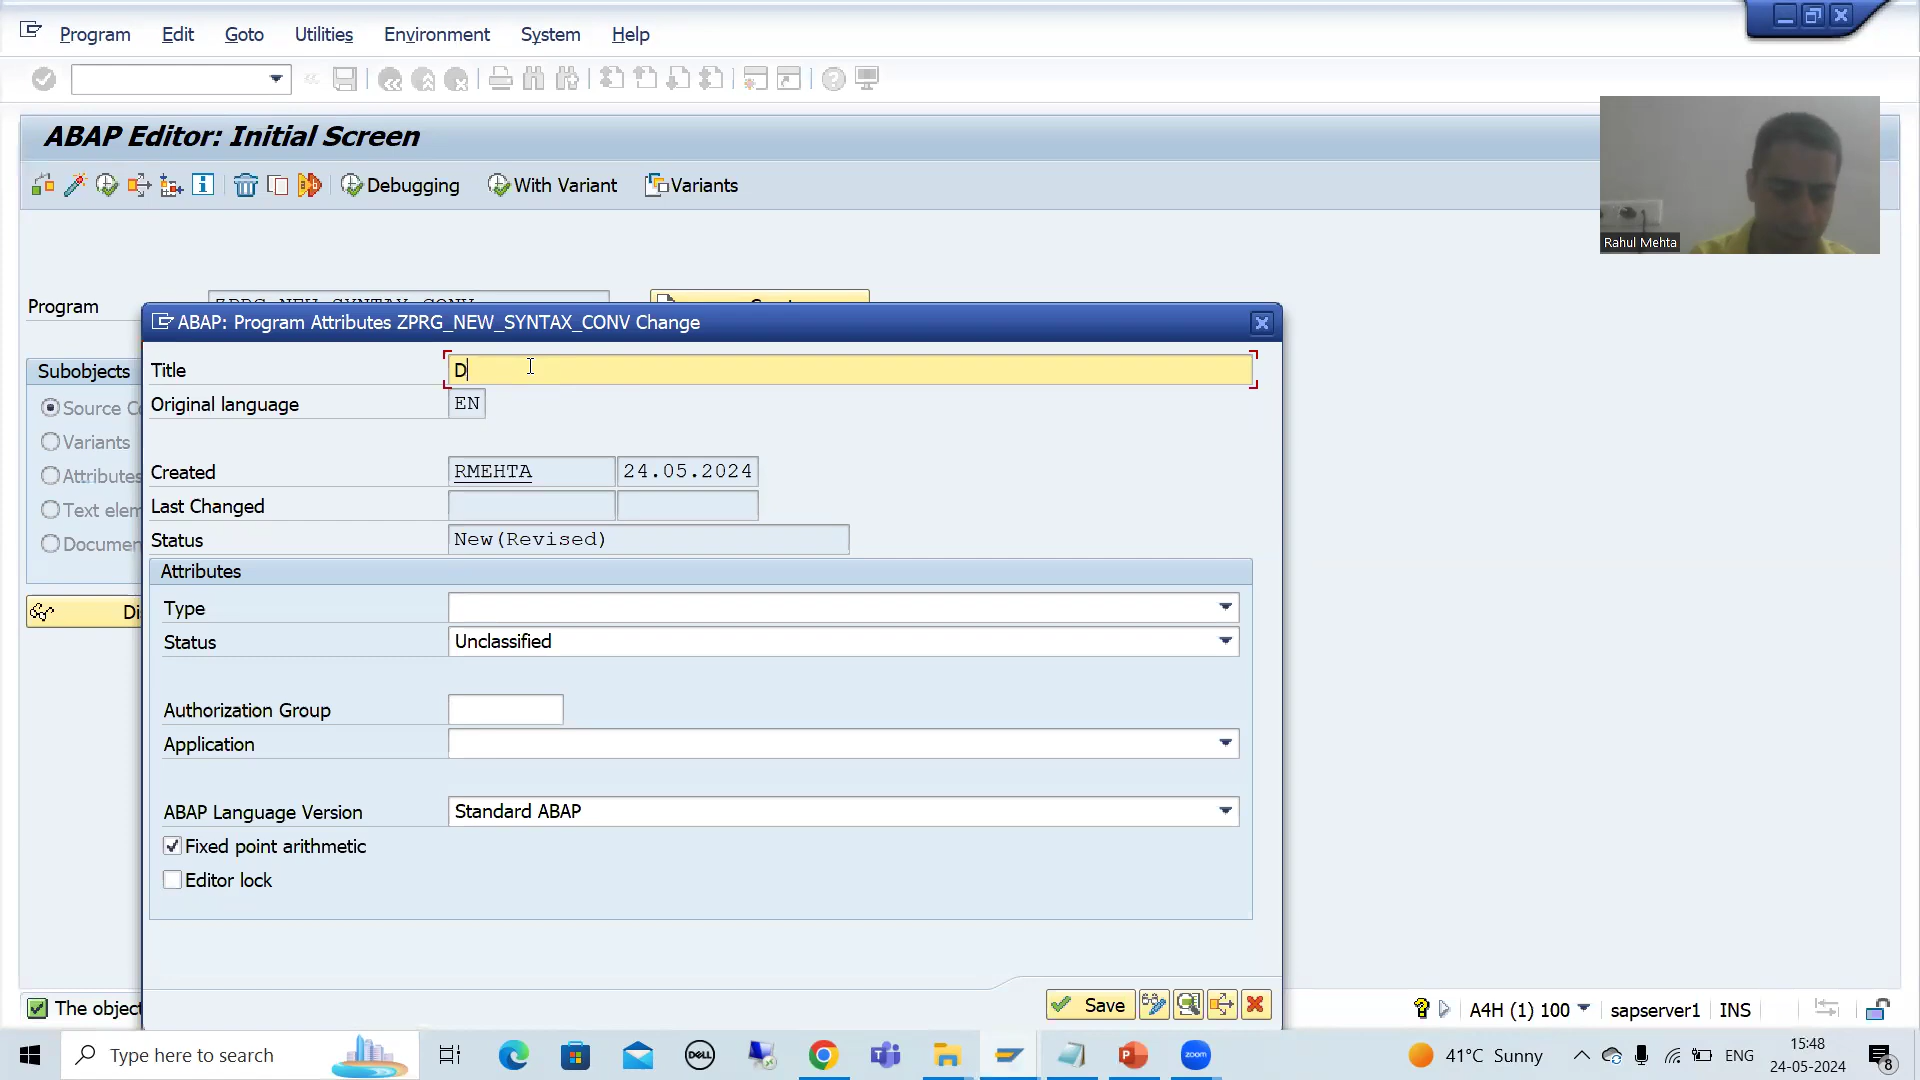 Program Edit Goto Utilities Environment System Help
ABAP Editor: Initial Screen
Debugging With Variant Variants
Rahul Mehta
Program ZPRG_NEW_SYNTAX_CONV
ABAP: Program Attributes ZPRG_NEW_SYNTAX_CONV Change
Title D
Original language EN
Created RMEHTA 24.05.2024
Last Changed
Status New(Revised)
Attributes
Type
Status Unclassified
Authorization Group
Application
ABAP Language Version Standard ABAP
Fixed point arithmetic
Editor lock
Save
Subobjects
Source
Variants
Attributes
Text
The
A4H (1) 100 sapserver1 INS
Type here to search
DELL
zoom
41°C Sunny
ENG
15:48
24-05-2024
8